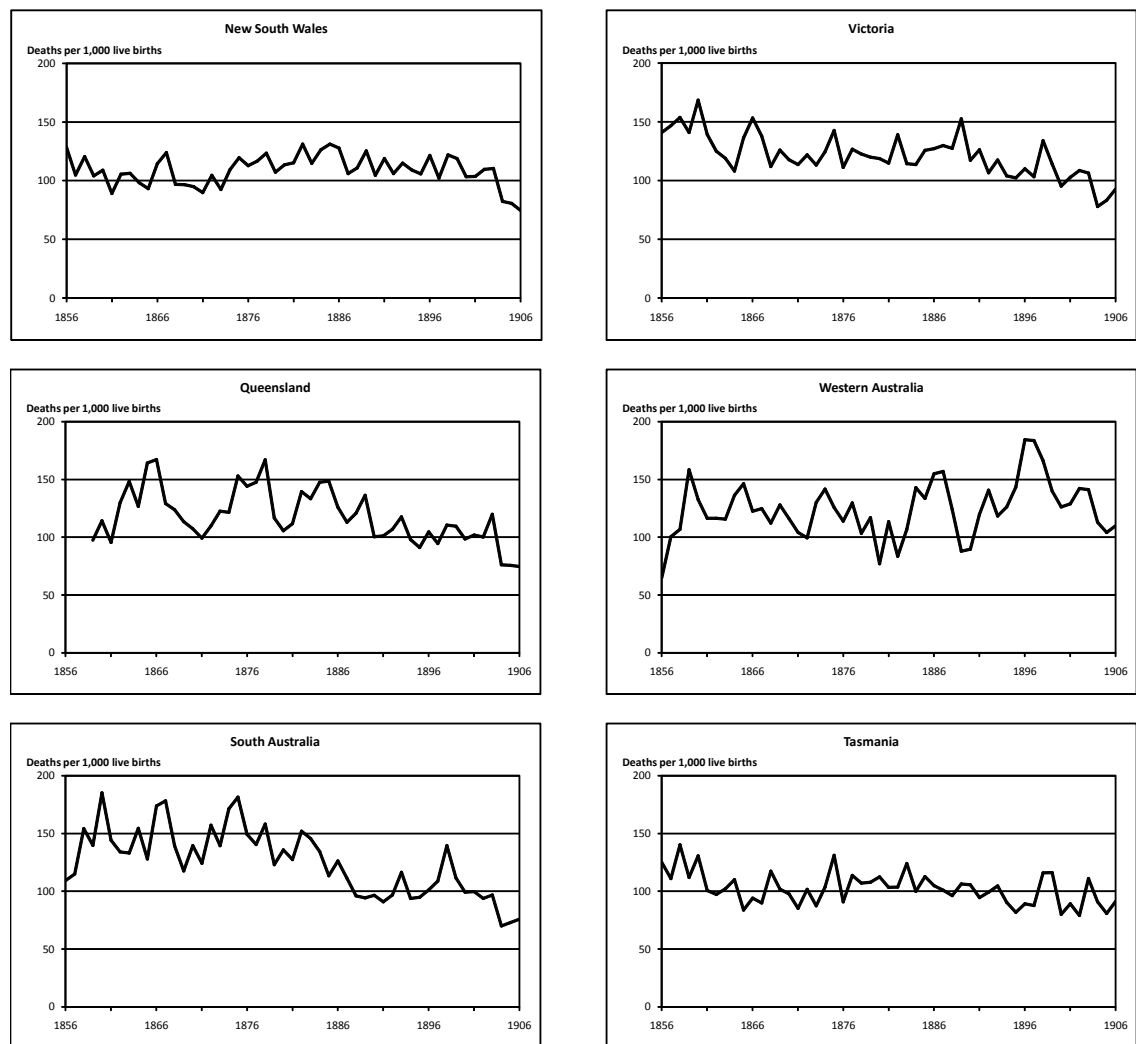 New South Wales
Deaths per 1,000 live births
200
150
100
50
0
1856 1866 1876 1886 1896 1906
Victoria
Deaths per 1,000 live births
200
150
100
50
0
1856 1866 1876 1886 1896 1906
Queensland
Deaths per 1,000 live births
200
150
100
50
0
1856 1866 1876 1886 1896 1906
Western Australia
Deaths per 1,000 live births
200
150
100
50
0
1856 1866 1876 1886 1896 1906
South Australia
Deaths per 1,000 live births
200
150
100
50
0
1856 1866 1876 1886 1896 1906
Tasmania
Deaths per 1,000 live births
200
150
100
50
0
1856 1866 1876 1886 1896 1906